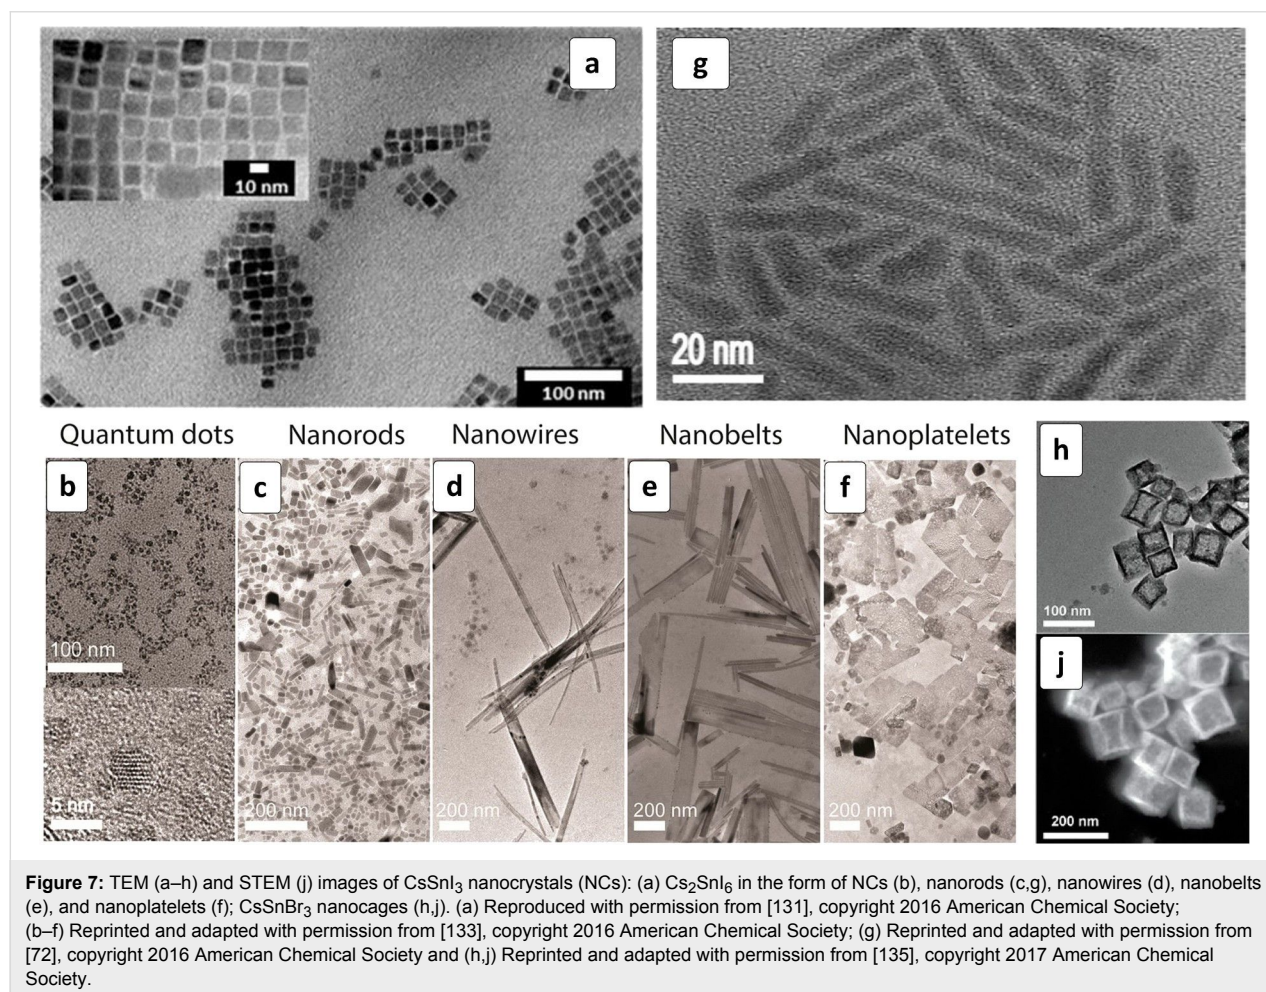 a
g
10 nm
100 nm
20 nm
Quantum dots
Nanorods
Nanowires
Nanobelts
Nanoplatelets
b
c
d
e
f
h
100 nm
5 nm
200 nm
200 nm
200 nm
200 nm
100 nm
j
200 nm
Figure 7: TEM (a–h) and STEM (j) images of CsSnI₃ nanocrystals (NCs): (a) Cs₂SnI₆ in the form of NCs (b), nanorods (c,g), nanowires (d), nanobelts
(e), and nanoplatelets (f); CsSnBr₃ nanocages (h,j). (a) Reproduced with permission from [131], copyright 2016 American Chemical Society;
(b–f) Reprinted and adapted with permission from [133], copyright 2016 American Chemical Society; (g) Reprinted and adapted with permission from
[72], copyright 2016 American Chemical Society and (h,j) Reprinted and adapted with permission from [135], copyright 2017 American Chemical
Society.